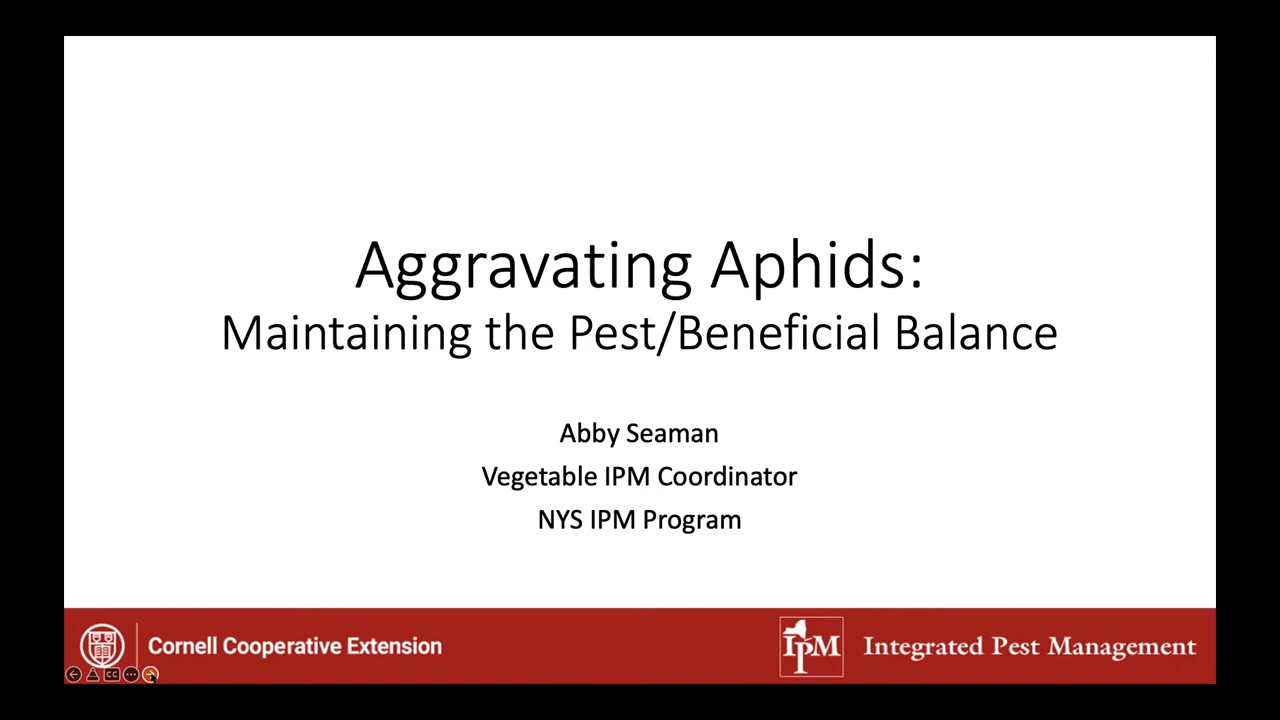 Aggravating Aphids:
Maintaining the Pest/Beneficial Balance
Abby Seaman
Vegetable IPM Coordinator
NYS IPM Program
Cornell Cooperative Extension
IPM
Integrated Pest Management
CC